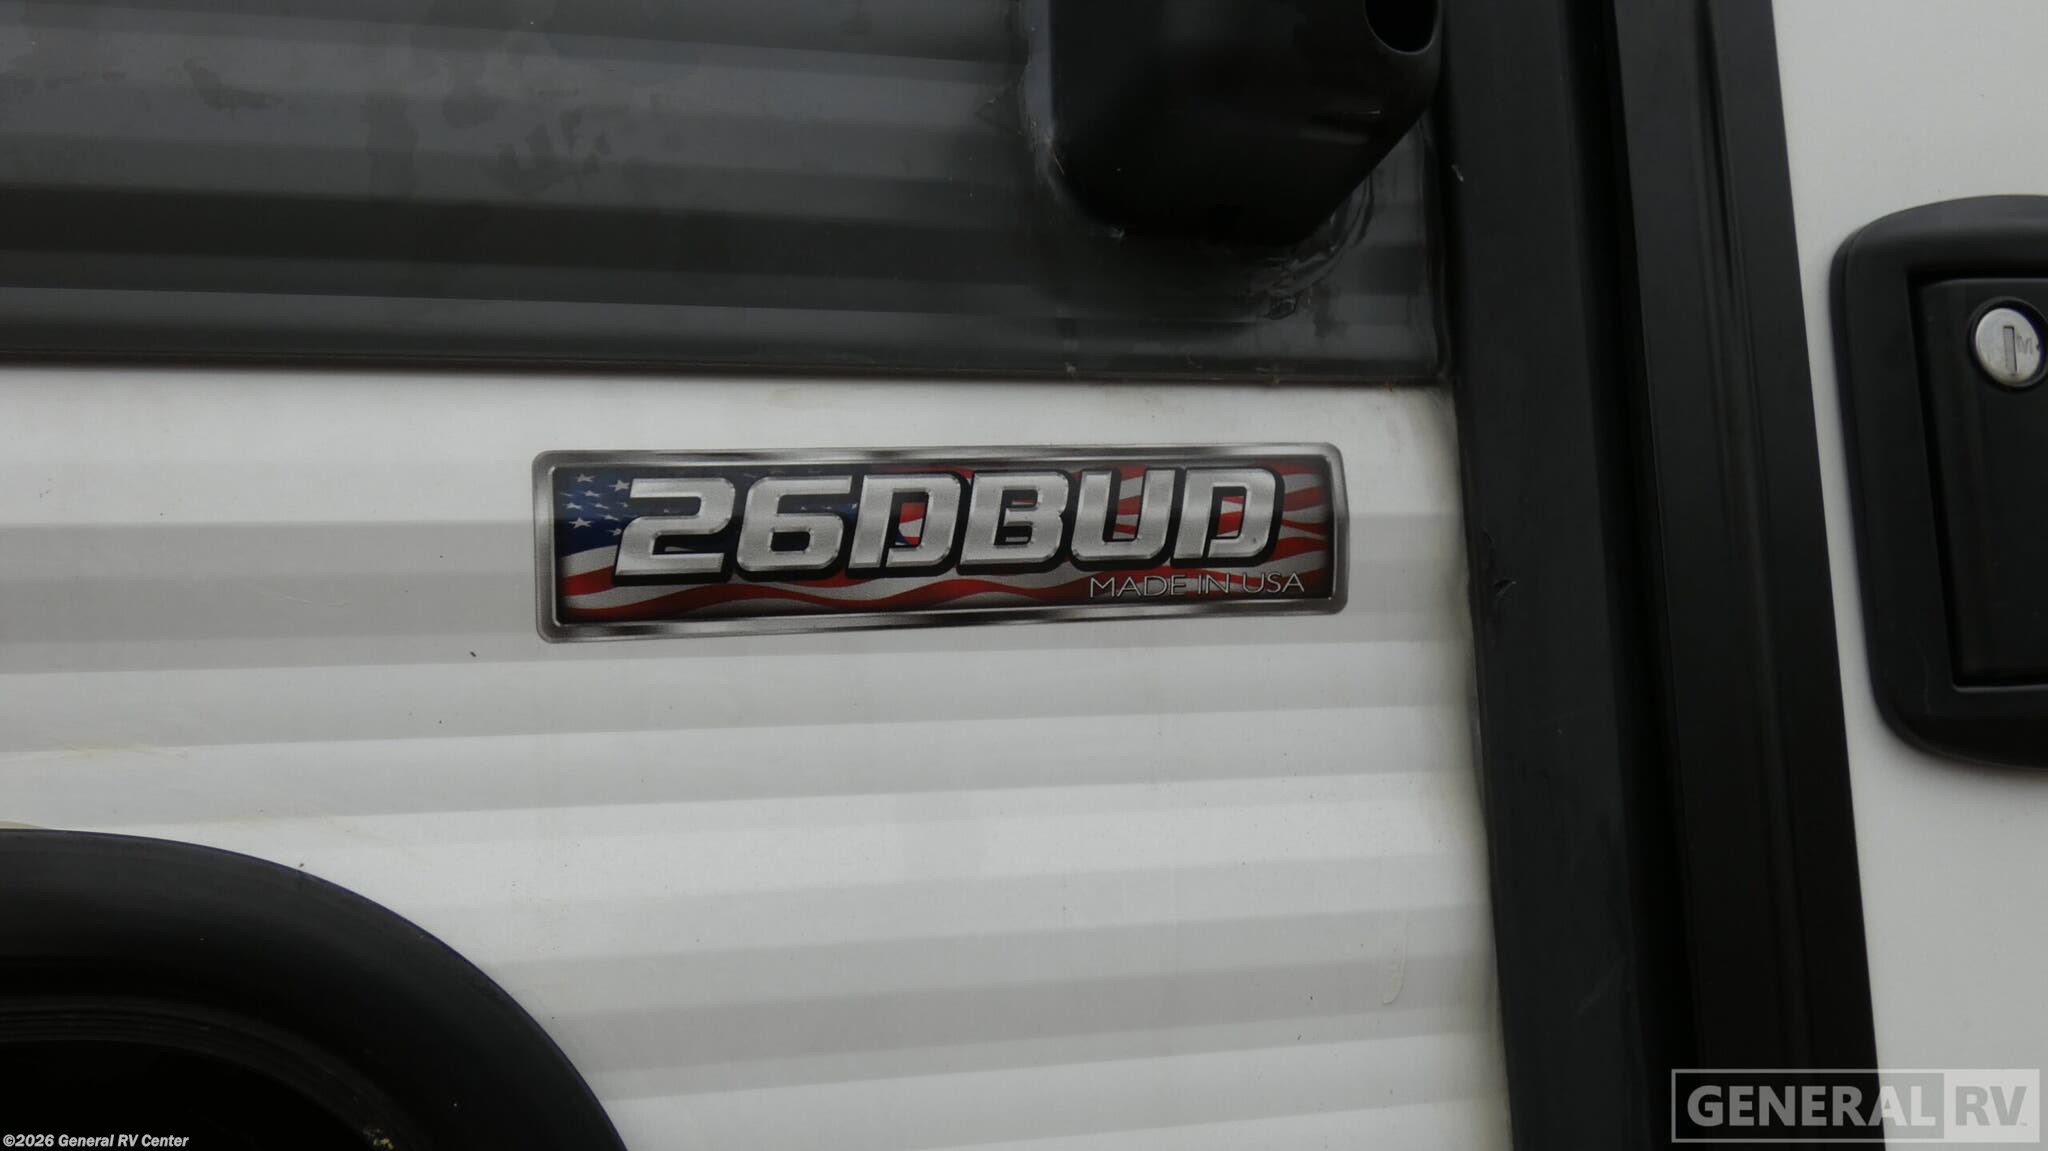 26DBUD
MADE IN USA
M
GENERAL RV
©2026 General RV Center